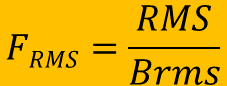 F_RMS = RMS / Brms